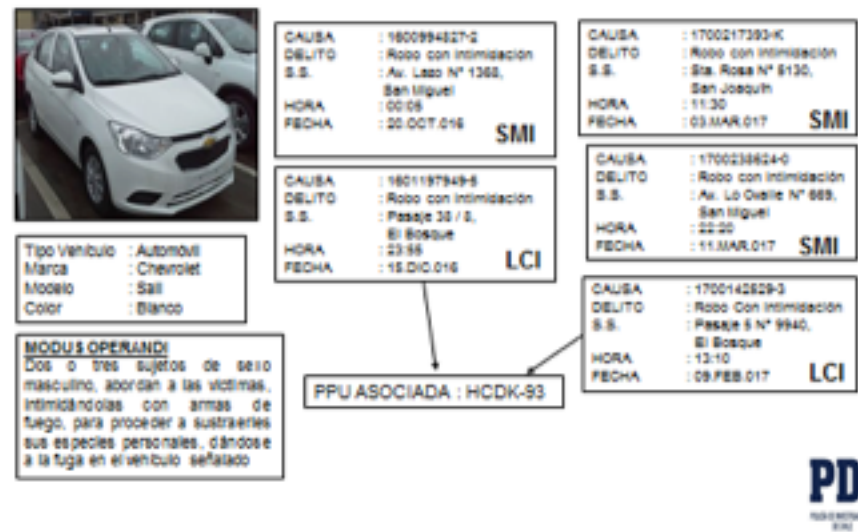 CAUSA : 1600994827-2
DELITO : Robo con Intimidación
S.S. : Av. Lazo N° 1368,
San Miguel
HORA : 00:05
FECHA : 20.OCT.016
SMI
CAUSA : 1700217393-K
DELITO : Robo con Intimidación
S.S. : Sta. Rosa N° 5130,
San Joaquín
HORA : 11:30
FECHA : 03.MAR.017
SMI
CAUSA : 1601197949-5
DELITO : Robo con Intimidación
S.S. : Pasaje 38 / 8,
El Bosque
HORA : 23:55
FECHA : 15.DIC.016
LCI
CAUSA : 1700238624-0
DELITO : Robo con Intimidación
S.S. : Av. Lo Ovalle N° 669,
San Miguel
HORA : 22:20
FECHA : 11.MAR.017
SMI
Tipo Vehículo : Automóvil
Marca : Chevrolet
Modelo : Sail
Color : Blanco
CAUSA : 1700142529-3
DELITO : Robo Con Intimidación
S.S. : Pasaje 5 N° 9940,
El Bosque
HORA : 13:10
FECHA : 09.FEB.017
LCI
MODUS OPERANDI
Dos o tres sujetos de sexo
masculino, abordan a las víctimas,
intimidándolas con armas de
fuego, para proceder a sustraerles
sus especies personales, dándose
a la fuga en el vehículo señalado
PPU ASOCIADA : HCDK-93
PD